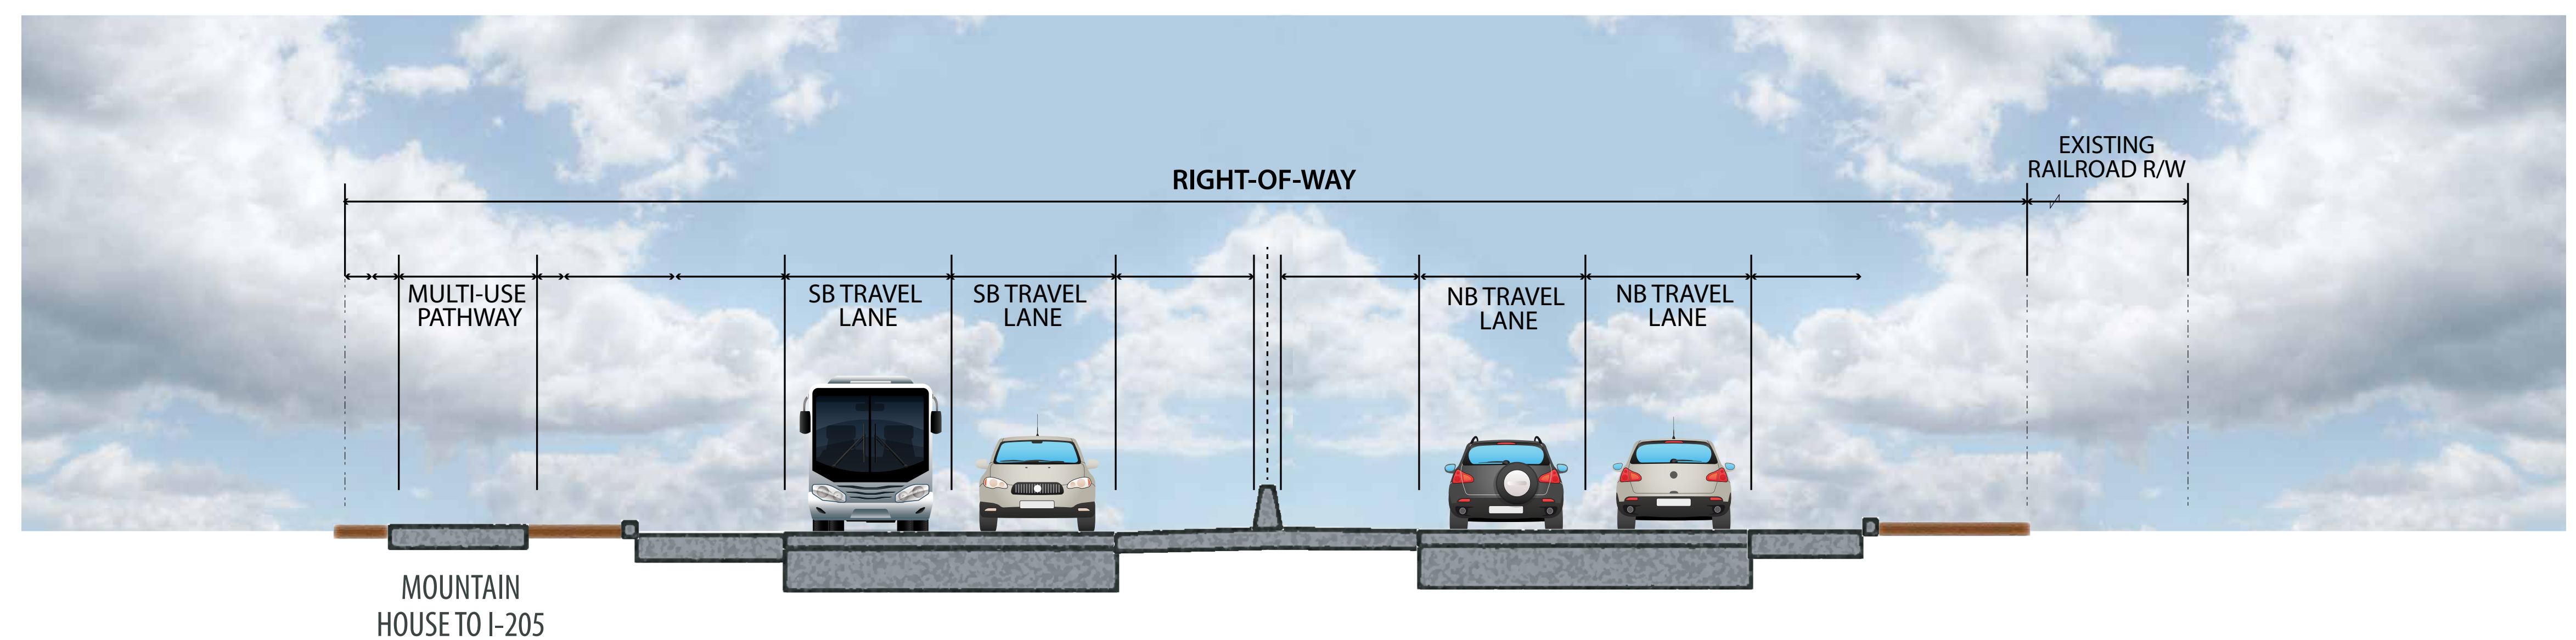 RIGHT-OF-WAY
EXISTING
RAILROAD R/W
MULTI-USE
PATHWAY
SB TRAVEL
LANE
SB TRAVEL
LANE
NB TRAVEL
LANE
NB TRAVEL
LANE
MOUNTAIN
HOUSE TO I-205